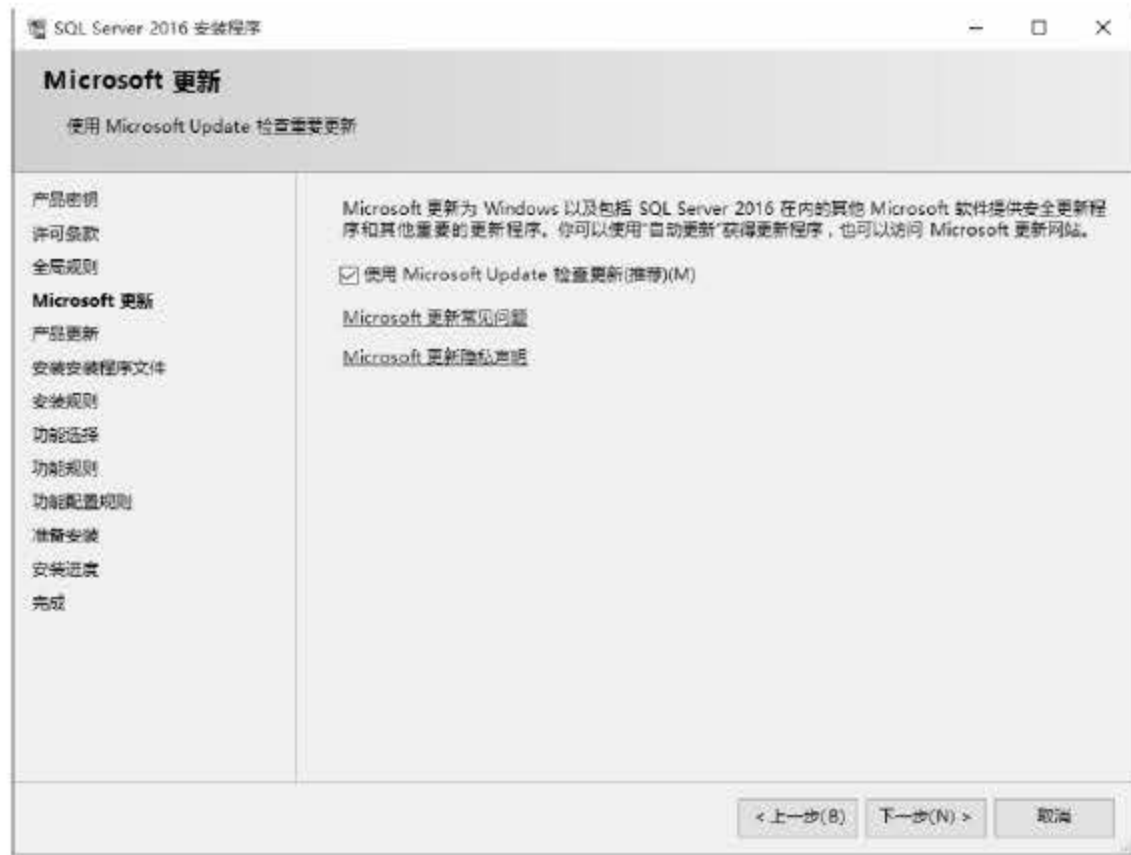 SQL Server 2016 安装程序
Microsoft 更新
使用 Microsoft Update 检查重要更新
产品密钥
许可条款
全局规则
Microsoft 更新
产品更新
安装安装程序文件
安装规则
功能选择
功能规则
功能配置规则
准备安装
安装进度
完成
Microsoft 更新为 Windows 以及包括 SQL Server 2016 在内的其他 Microsoft 软件提供安全更新程
序和其他重要的更新程序。你可以使用“自动更新”获得更新程序，也可以访问 Microsoft 更新网站。
使用 Microsoft Update 检查更新(推荐)(M)
Microsoft 更新常见问题
Microsoft 更新隐私声明
< 上一步(B) 下一步(N) > 取消